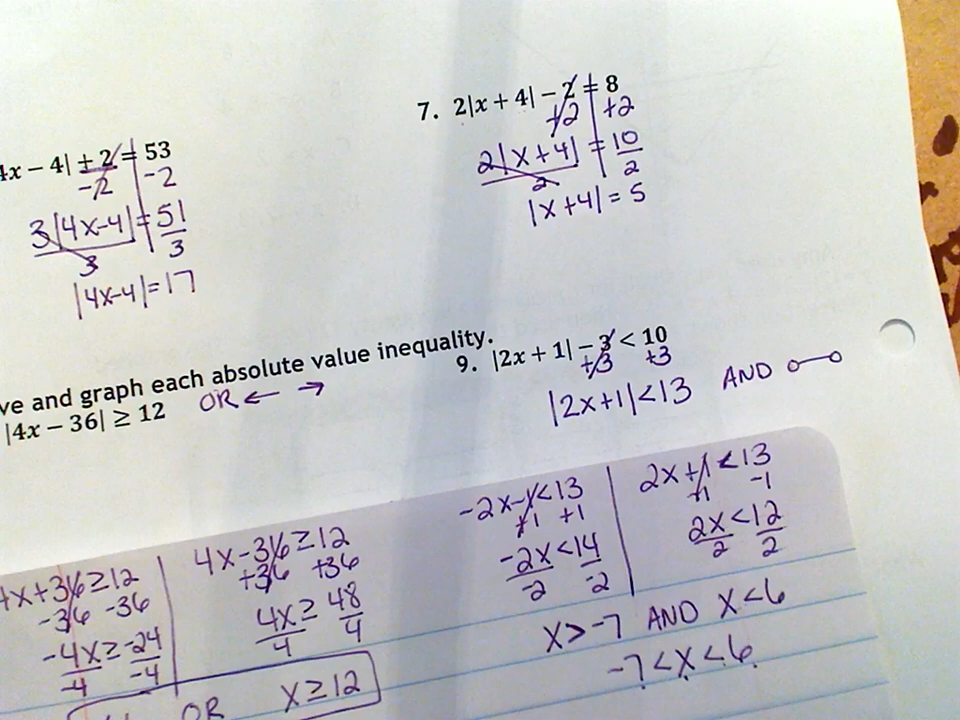 4x − 4| + 2 = 53
−2 −2
3|4x−4| = 51
3 3
|4x−4| = 17
7. 2|x + 4| − 2 = 8
+2 +2
2|x+4| = 10
2 2
|x+4| = 5
ve and graph each absolute value inequality.
|4x − 36| ≥ 12 OR ← →
-4x+36≥12
-36 -36
-4x≥-24
-4 -4
4x-36≥12
+36 +36
4x≥48
4 4
OR x≥12
9. |2x + 1| − 3 < 10
+3 +3
|2x+1|<13 AND
-2x-1<13
+1 +1
-2x<14
-2 -2
2x+1<13
-1 -1
2x<12
2 2
x>-7 AND x<6
-7<x<6